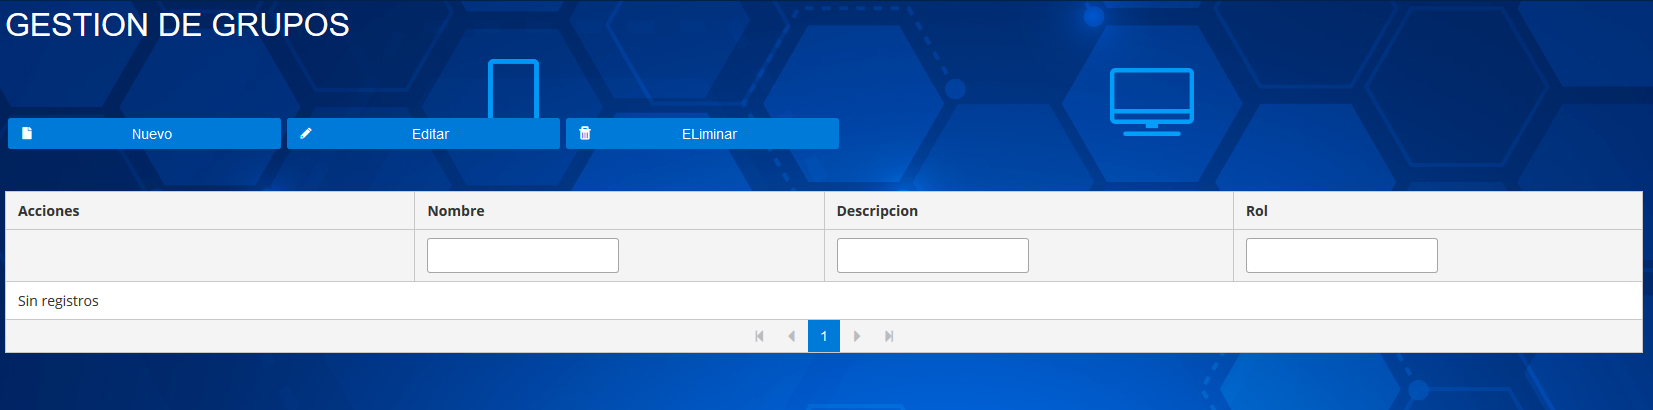 GESTION DE GRUPOS
Nuevo Editar ELiminar
Acciones Nombre Descripcion Rol
Sin registros
1